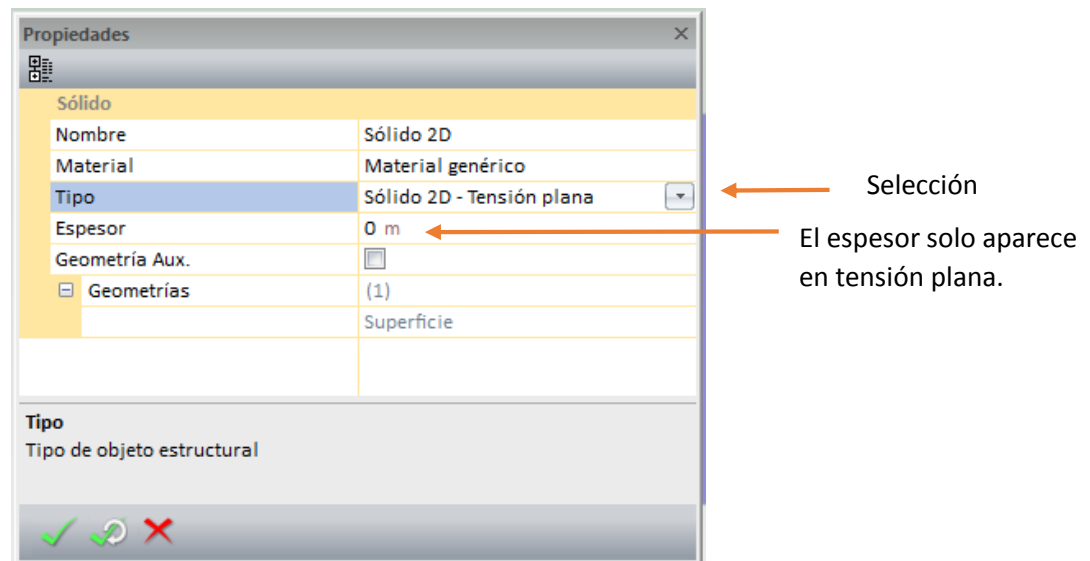 Propiedades
Sólido
Nombre Sólido 2D
Material Material genérico
Tipo Sólido 2D - Tensión plana
Selección
Espesor 0 m
El espesor solo aparece
en tensión plana.
Geometría Aux.
Geometrías (1)
Superficie
Tipo
Tipo de objeto estructural